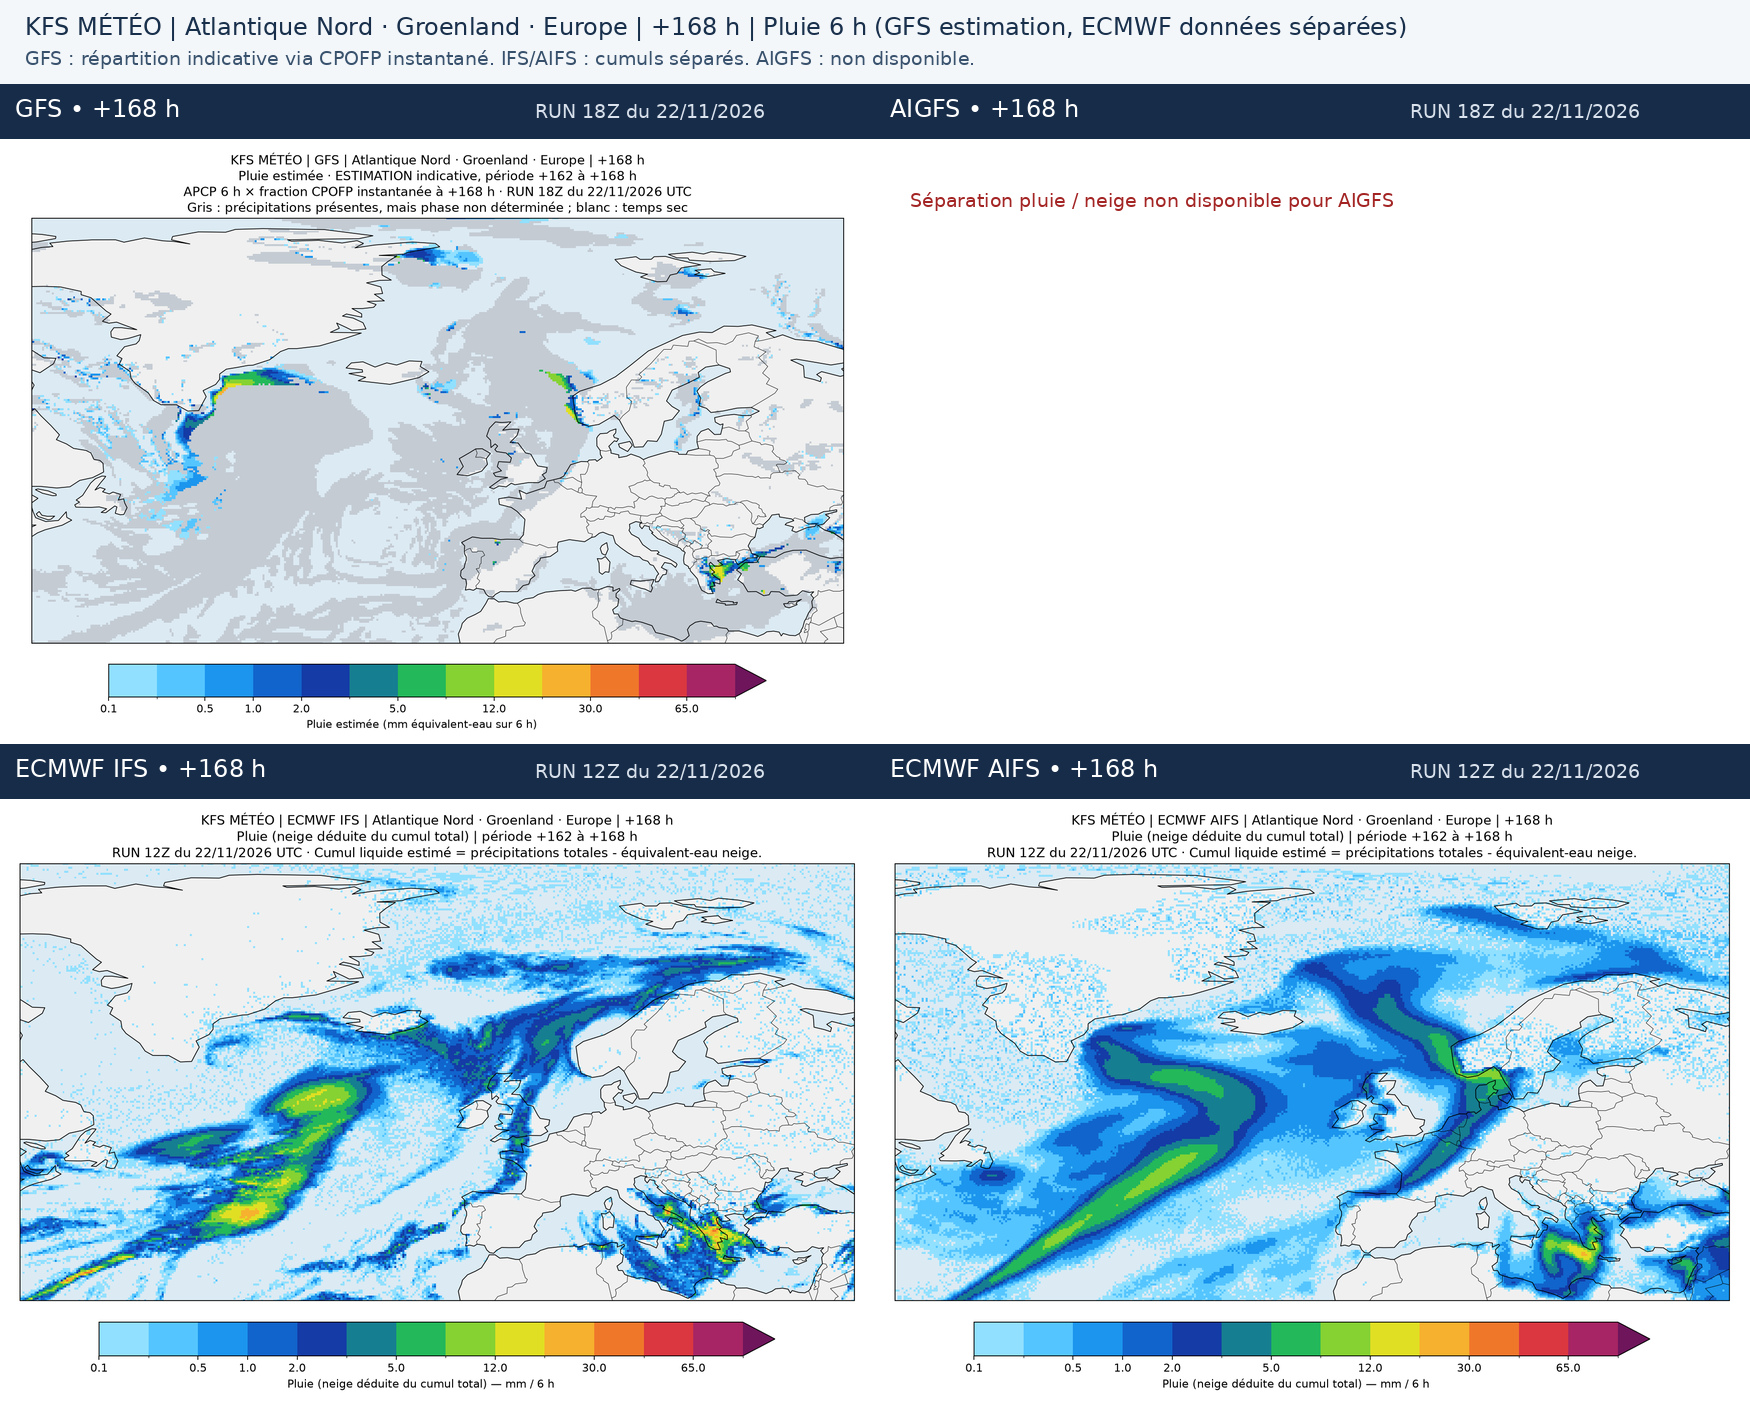 KFS MÉTÉO | Atlantique Nord · Groenland · Europe | +168 h | Pluie 6 h (GFS estimation, ECMWF données séparées)
GFS : répartition indicative via CPOFP instantané. IFS/AIFS : cumuls séparés. AIGFS : non disponible.
GFS • +168 h
RUN 18Z du 22/11/2026
KFS MÉTÉO | GFS | Atlantique Nord · Groenland · Europe | +168 h
Pluie estimée · ESTIMATION indicative, période +162 à +168 h
APCP 6 h × fraction CPOFP instantanée à +168 h · RUN 18Z du 22/11/2026 UTC
Gris : précipitations présentes, mais phase non déterminée ; blanc : temps sec
0.1 0.5 1.0 2.0 5.0 12.0 30.0 65.0
Pluie estimée (mm équivalent-eau sur 6 h)
AIGFS • +168 h
RUN 18Z du 22/11/2026
Séparation pluie / neige non disponible pour AIGFS
ECMWF IFS • +168 h
RUN 12Z du 22/11/2026
KFS MÉTÉO | ECMWF IFS | Atlantique Nord · Groenland · Europe | +168 h
Pluie (neige déduite du cumul total) | période +162 à +168 h
RUN 12Z du 22/11/2026 UTC · Cumul liquide estimé = précipitations totales - équivalent-eau neige.
0.1 0.5 1.0 2.0 5.0 12.0 30.0 65.0
Pluie (neige déduite du cumul total) — mm / 6 h
ECMWF AIFS • +168 h
RUN 12Z du 22/11/2026
KFS MÉTÉO | ECMWF AIFS | Atlantique Nord · Groenland · Europe | +168 h
Pluie (neige déduite du cumul total) | période +162 à +168 h
RUN 12Z du 22/11/2026 UTC · Cumul liquide estimé = précipitations totales - équivalent-eau neige.
0.1 0.5 1.0 2.0 5.0 12.0 30.0 65.0
Pluie (neige déduite du cumul total) — mm / 6 h